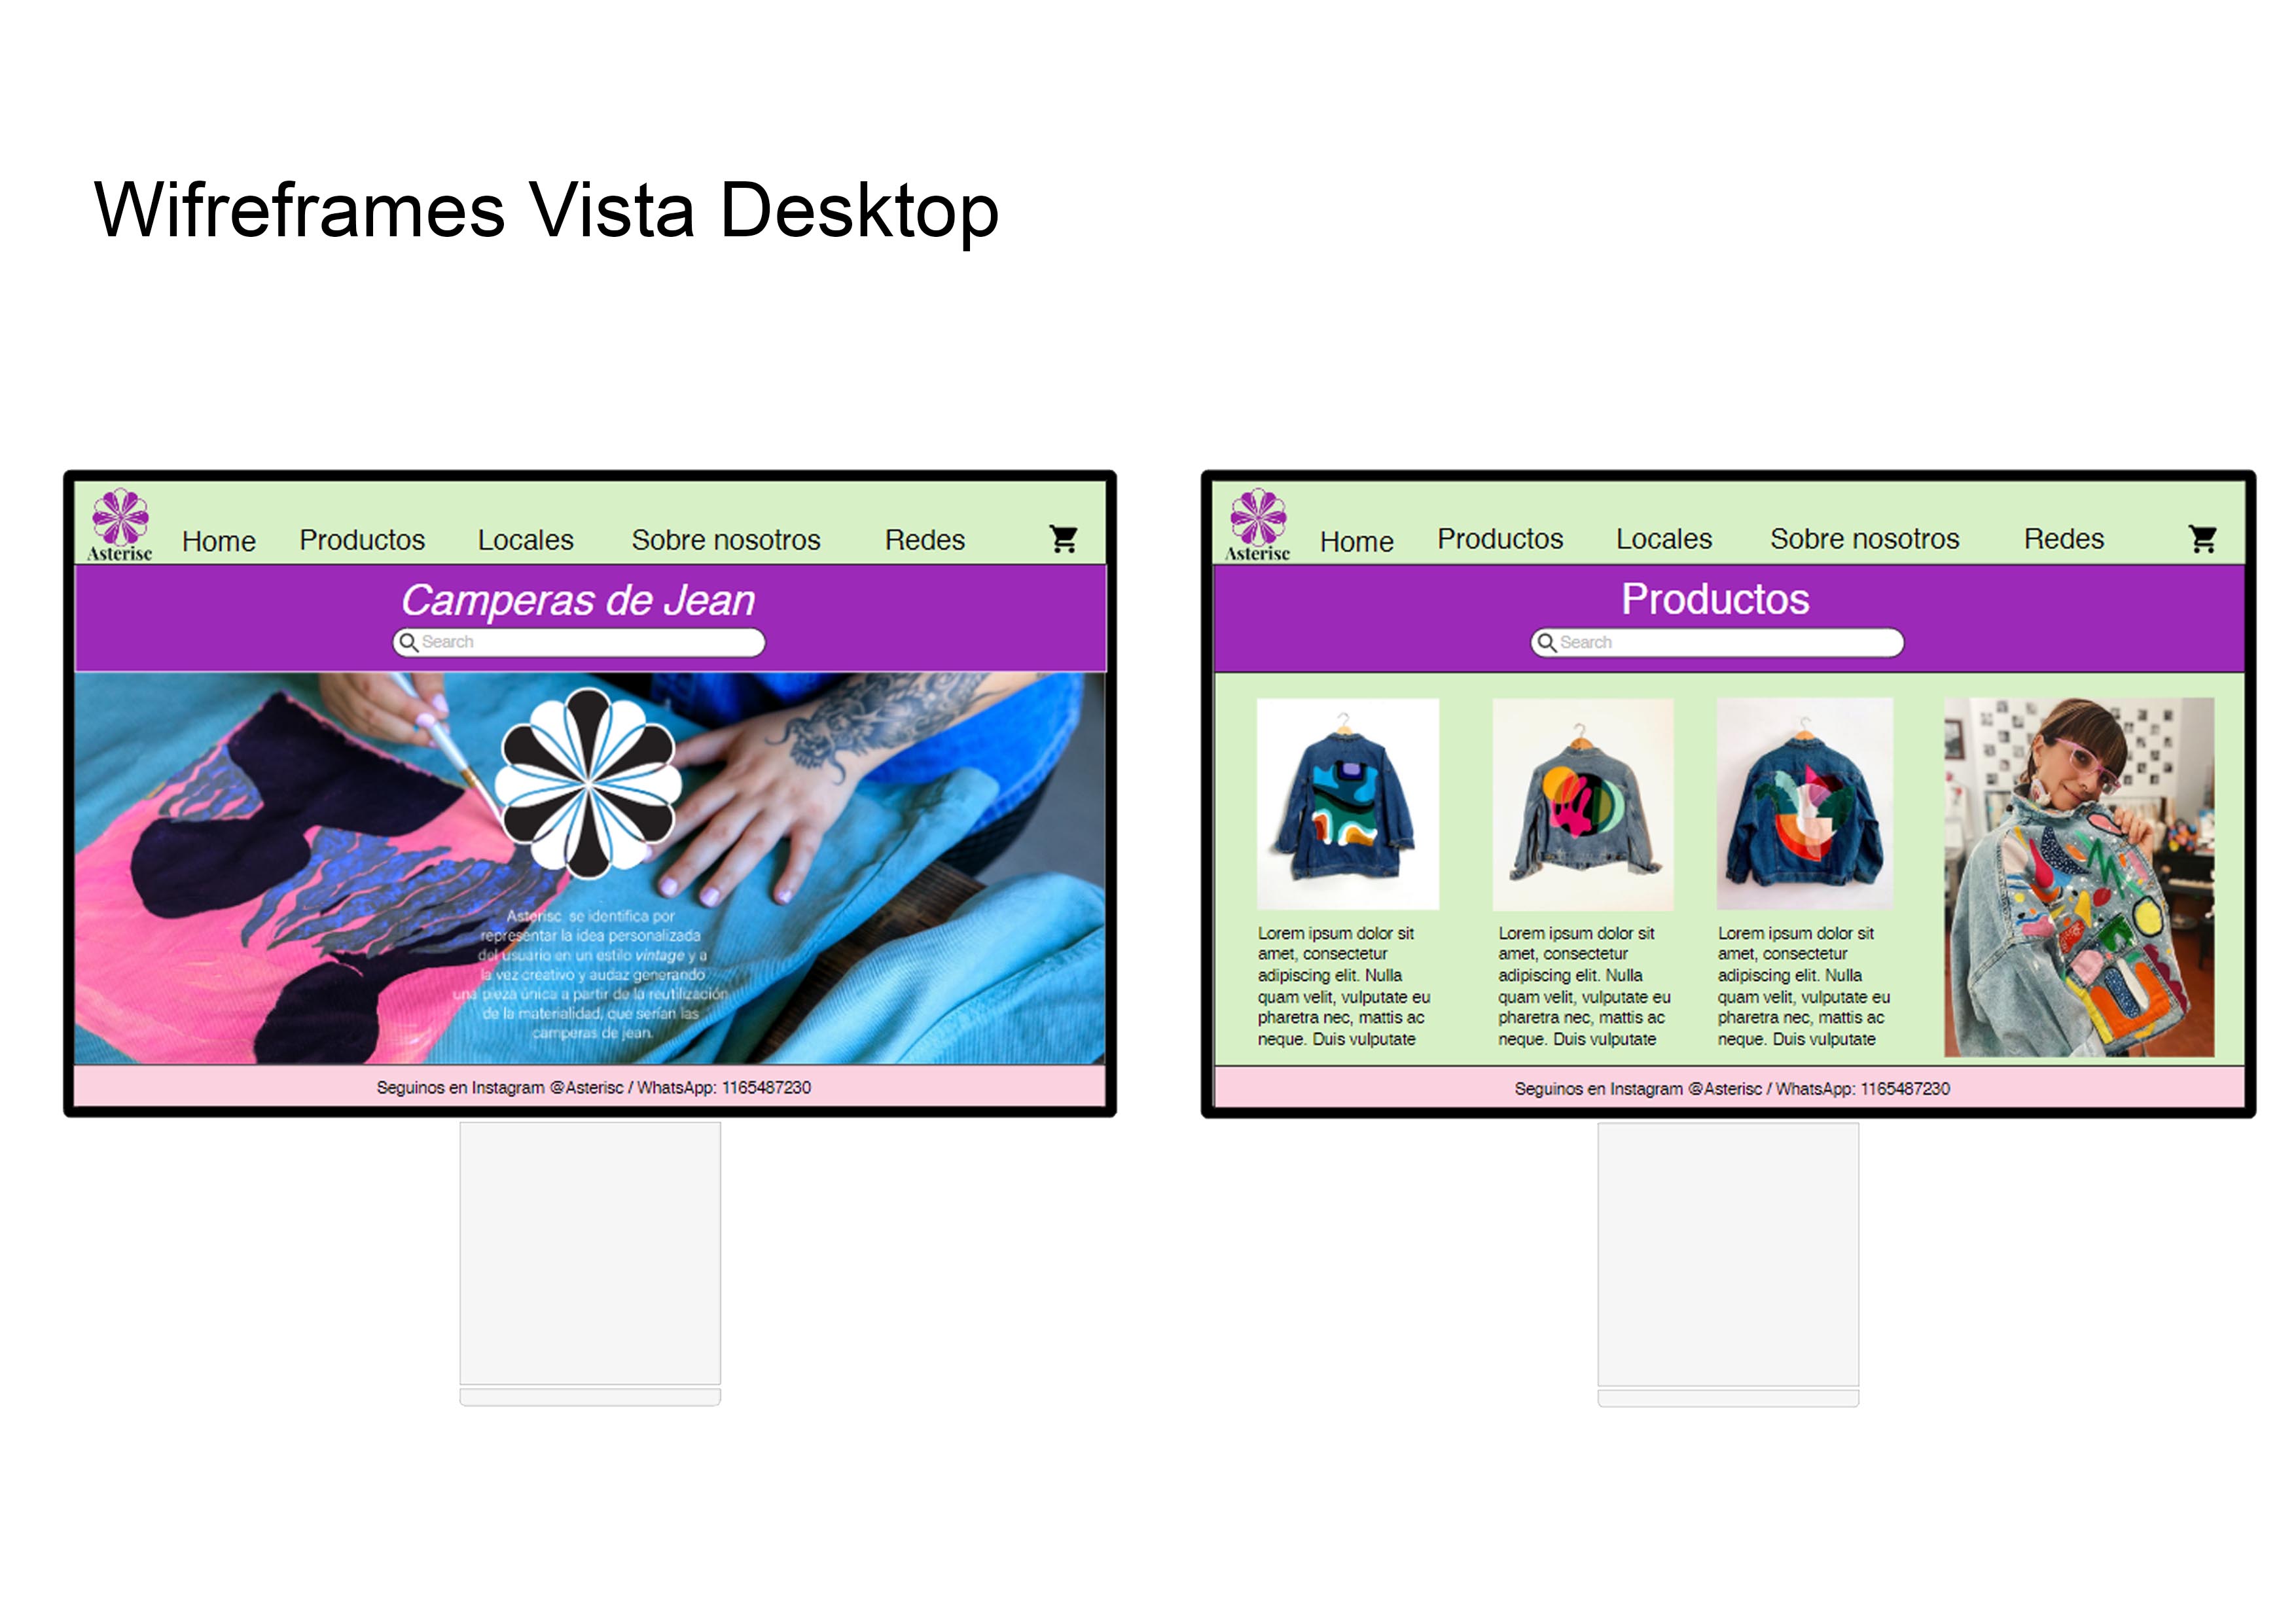 Wifreframes Vista Desktop
Asterisc
Home Productos Locales Sobre nosotros Redes
Camperas de Jean
Search
Asterisc se identifica por
representar la idea personalizada
del usuario en un estilo vintage y a
la vez creativo y audaz generando
una pieza única a partir de la reutilización
de la materialidad, que serían las
camperas de jean.
Seguinos en Instagram @Asterisc / WhatsApp: 1165487230
Asterisc
Home Productos Locales Sobre nosotros Redes
Productos
Search
Lorem ipsum dolor sit
amet, consectetur
adipiscing elit. Nulla
quam velit, vulputate eu
pharetra nec, mattis ac
neque. Duis vulputate
Lorem ipsum dolor sit
amet, consectetur
adipiscing elit. Nulla
quam velit, vulputate eu
pharetra nec, mattis ac
neque. Duis vulputate
Lorem ipsum dolor sit
amet, consectetur
adipiscing elit. Nulla
quam velit, vulputate eu
pharetra nec, mattis ac
neque. Duis vulputate
Seguinos en Instagram @Asterisc / WhatsApp: 1165487230